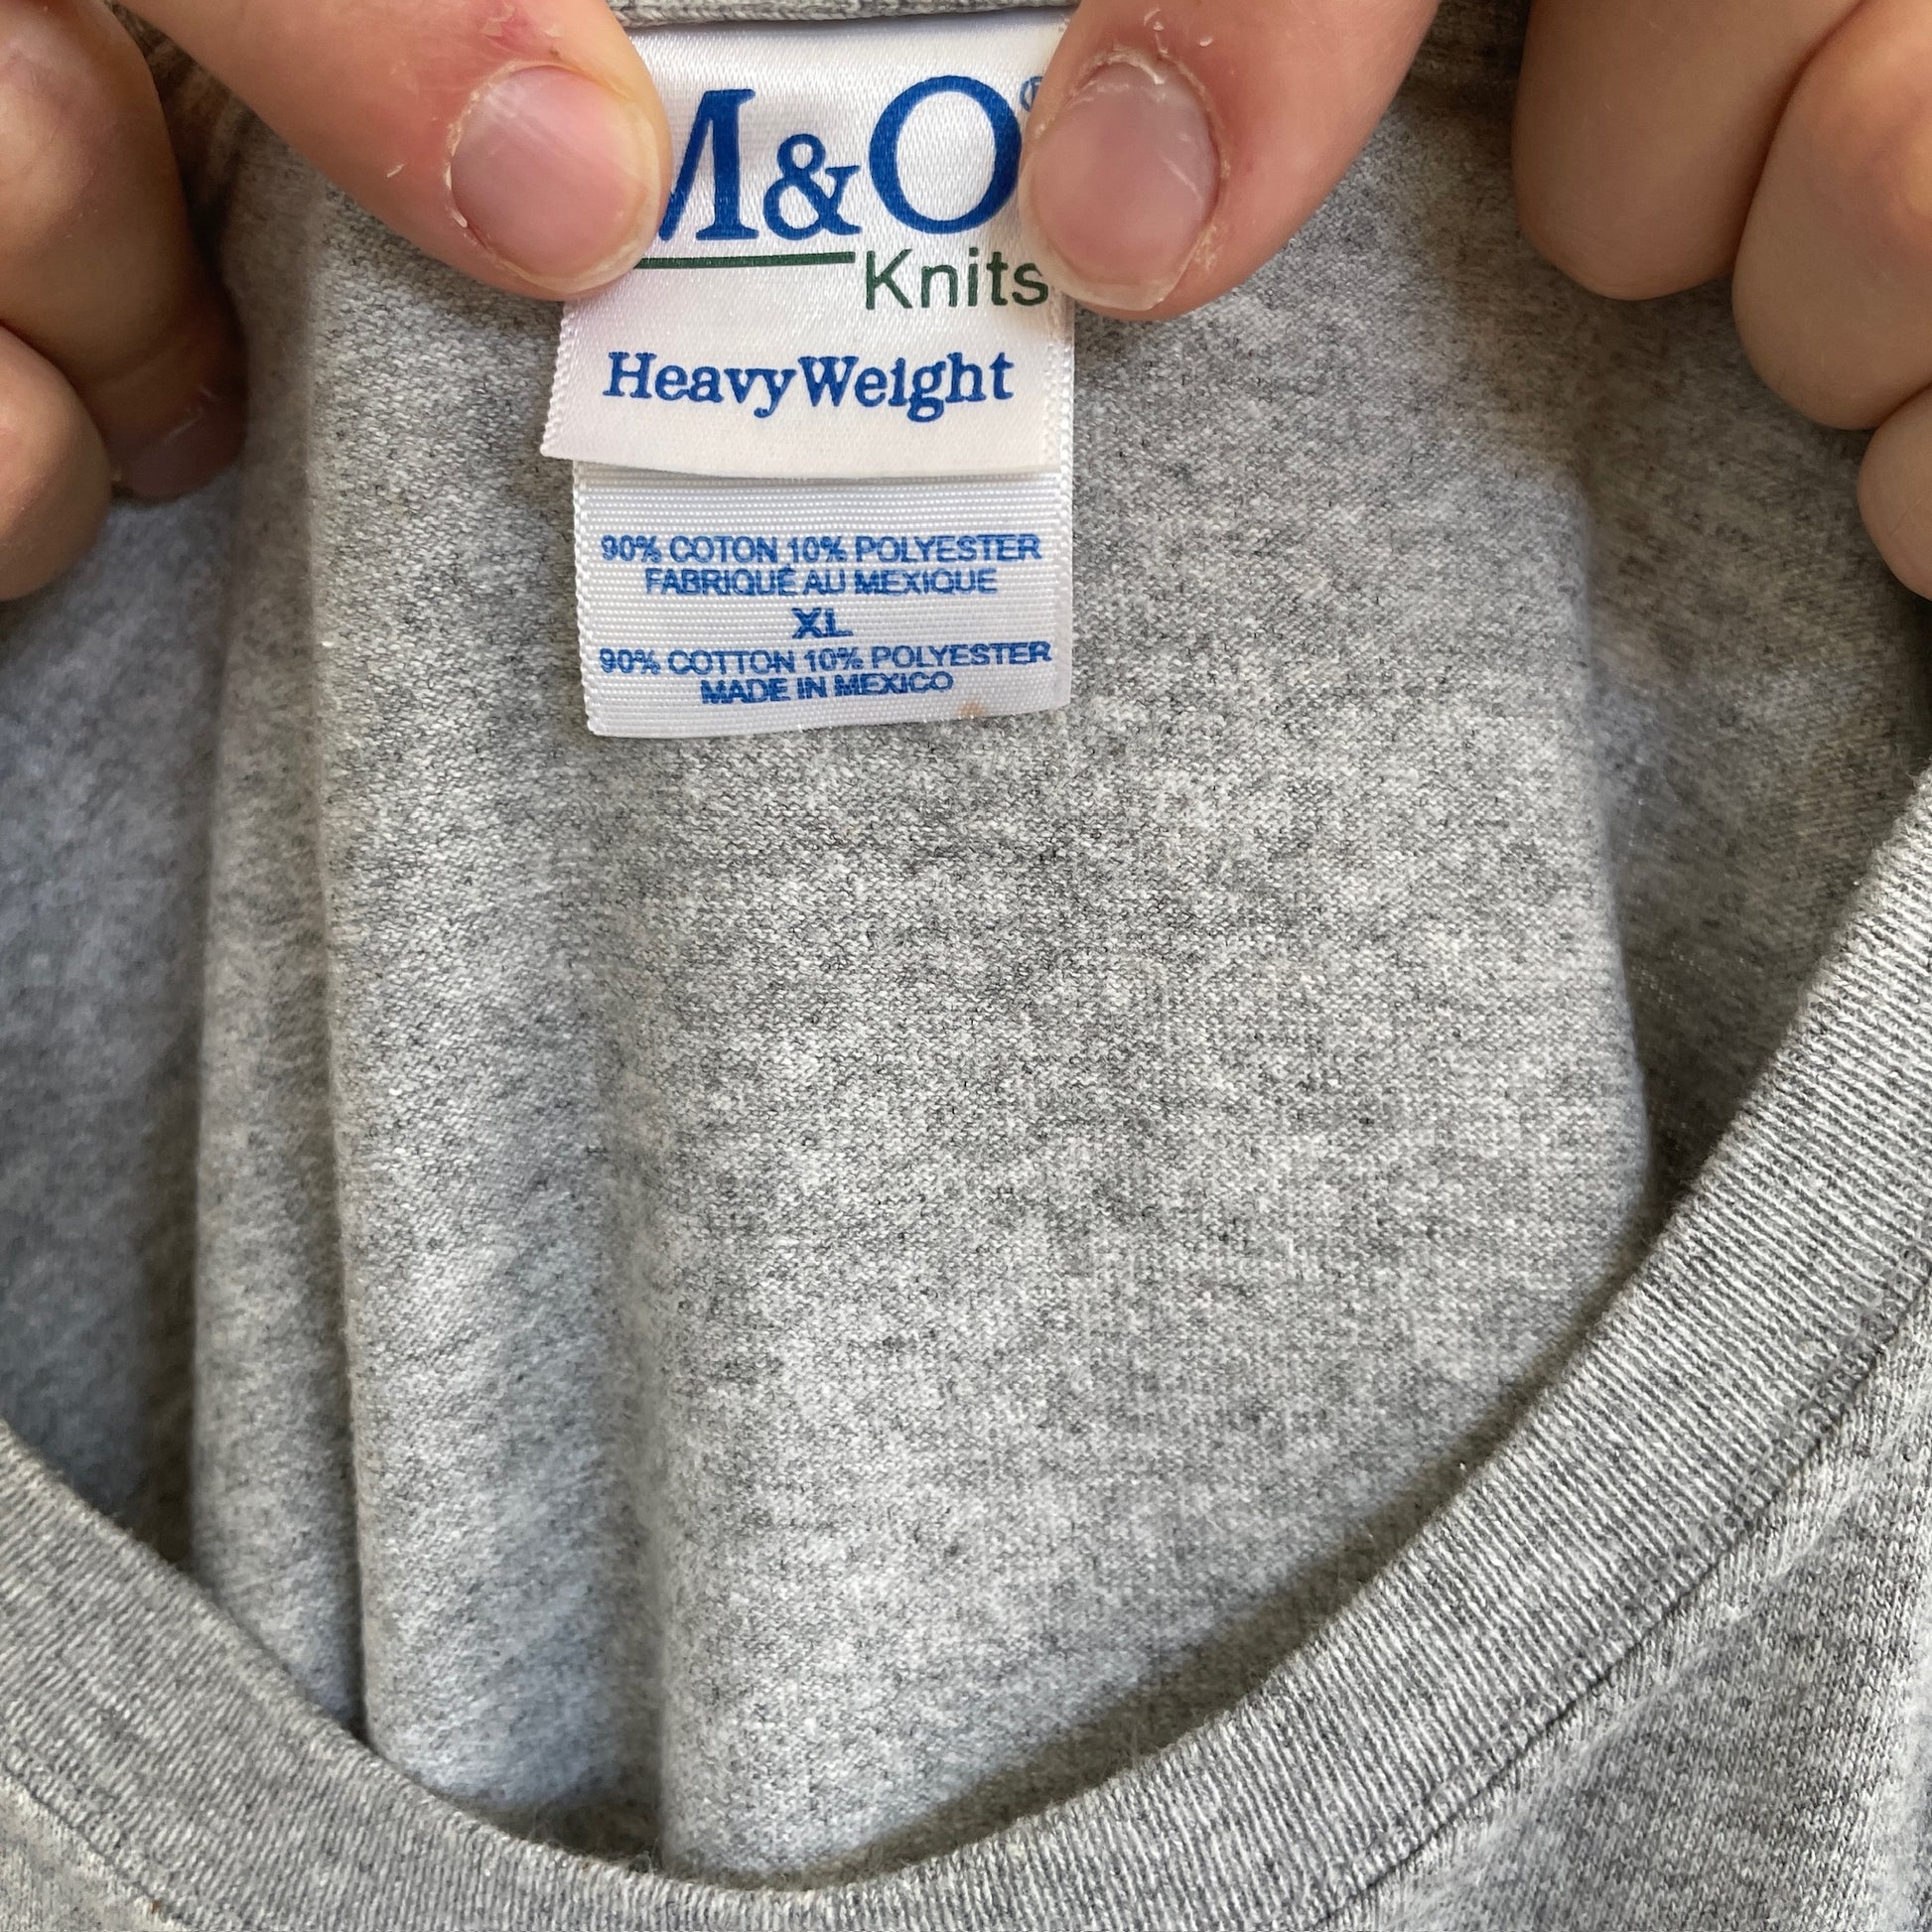 M&O®
Knits
HeavyWeight
90% COTON 10% POLYESTER
FABRIQUÉ AU MEXIQUE
XL
90% COTTON 10% POLYESTER
MADE IN MEXICO